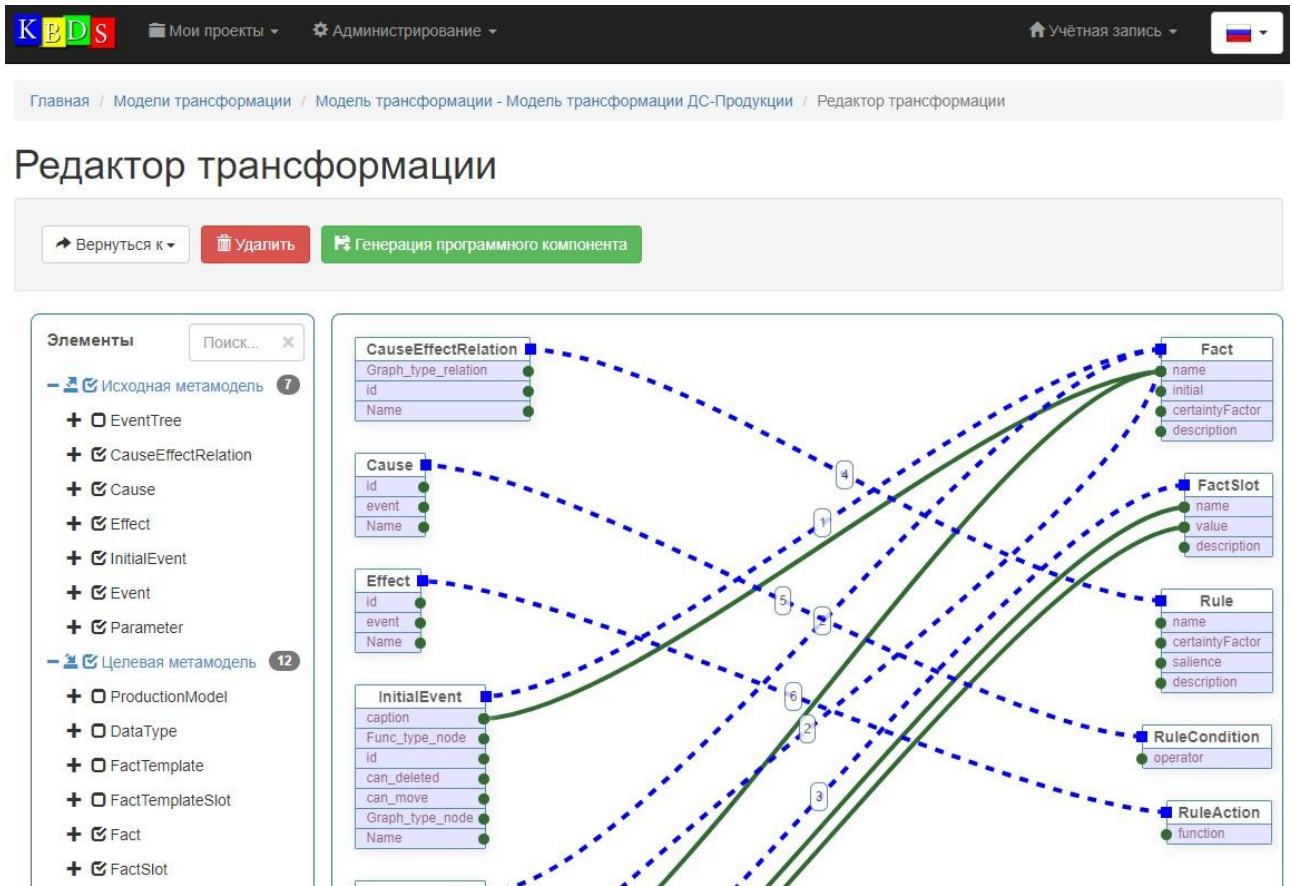 KBDS Мои проекты Администрирование Учётная запись
Главная / Модели трансформации / Модель трансформации - Модель трансформации ДС-Продукции / Редактор трансформации
Редактор трансформации
Вернуться к Удалить Генерация программного компонента
Элементы Поиск... ×
Исходная метамодель 7
EventTree
CauseEffectRelation
Cause
Effect
InitialEvent
Event
Parameter
Целевая метамодель 12
ProductionModel
DataType
FactTemplate
FactTemplateSlot
Fact
FactSlot
CauseEffectRelation
Graph_type_relation
id
Name
Cause
id
event
Name
Effect
id
event
Name
InitialEvent
caption
Func_type_node
id
can_deleted
can_move
Graph_type_node
Name
4
1
5
2
6
2
3
Fact
name
initial
certaintyFactor
description
FactSlot
name
value
description
Rule
name
certaintyFactor
salience
description
RuleCondition
operator
RuleAction
function